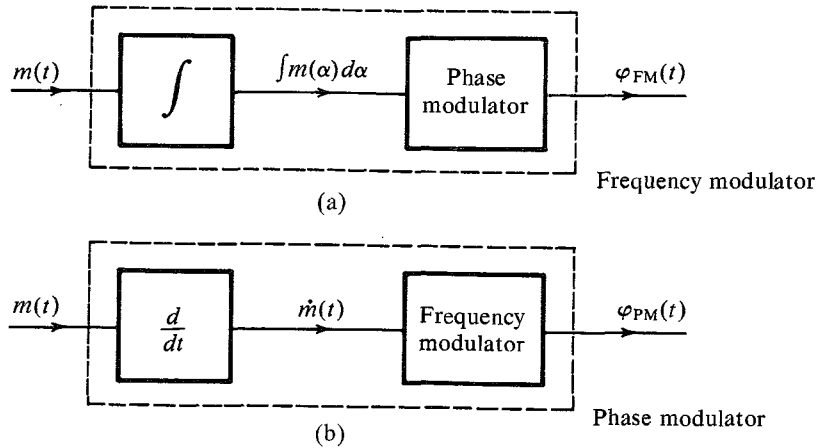 m(t)
∫
∫m(α) dα
Phase
modulator
φFM(t)
Frequency modulator
(a)
m(t)
d
dt
ṁ(t)
Frequency
modulator
φPM(t)
Phase modulator
(b)